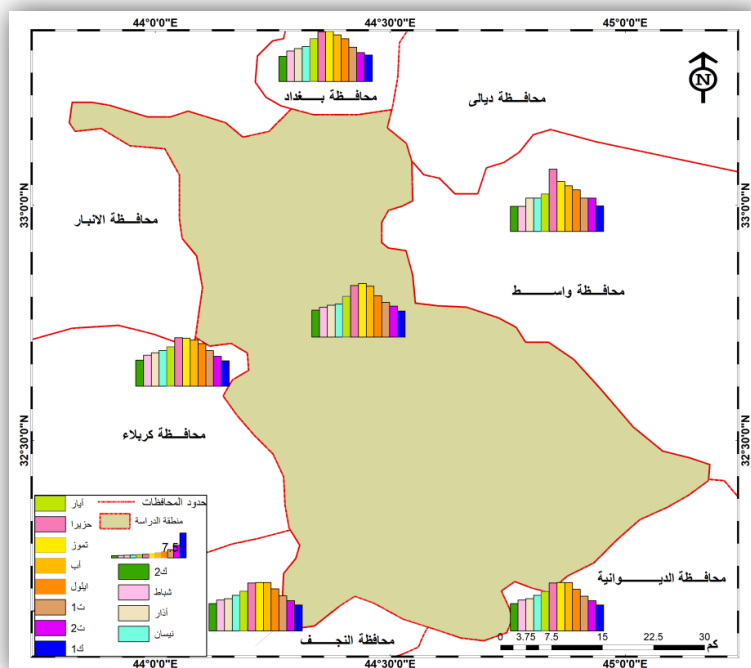 44°0'0"E
44°30'0"E
45°0'0"E
N
محافـــظة بـــغداد
محافـــظة ديالى
33°0'0"N
33°0'0"N
محافـــظة الانبار
محافـــظة واســـــط
محافـــظة كربلاء
32°30'0"N
32°30'0"N
محافـــظة الديـــوانية
محافظة النجـــف
أيار
حزيرا
تموز
أب
ايلول
ت1
ت2
ك1
حدود المحافظات
منطقة الدراسة
7.5
ك2
شباط
أذار
نيسان
0 3.75 7.5 15 22.5 30
كم
44°0'0"E
44°30'0"E
45°0'0"E